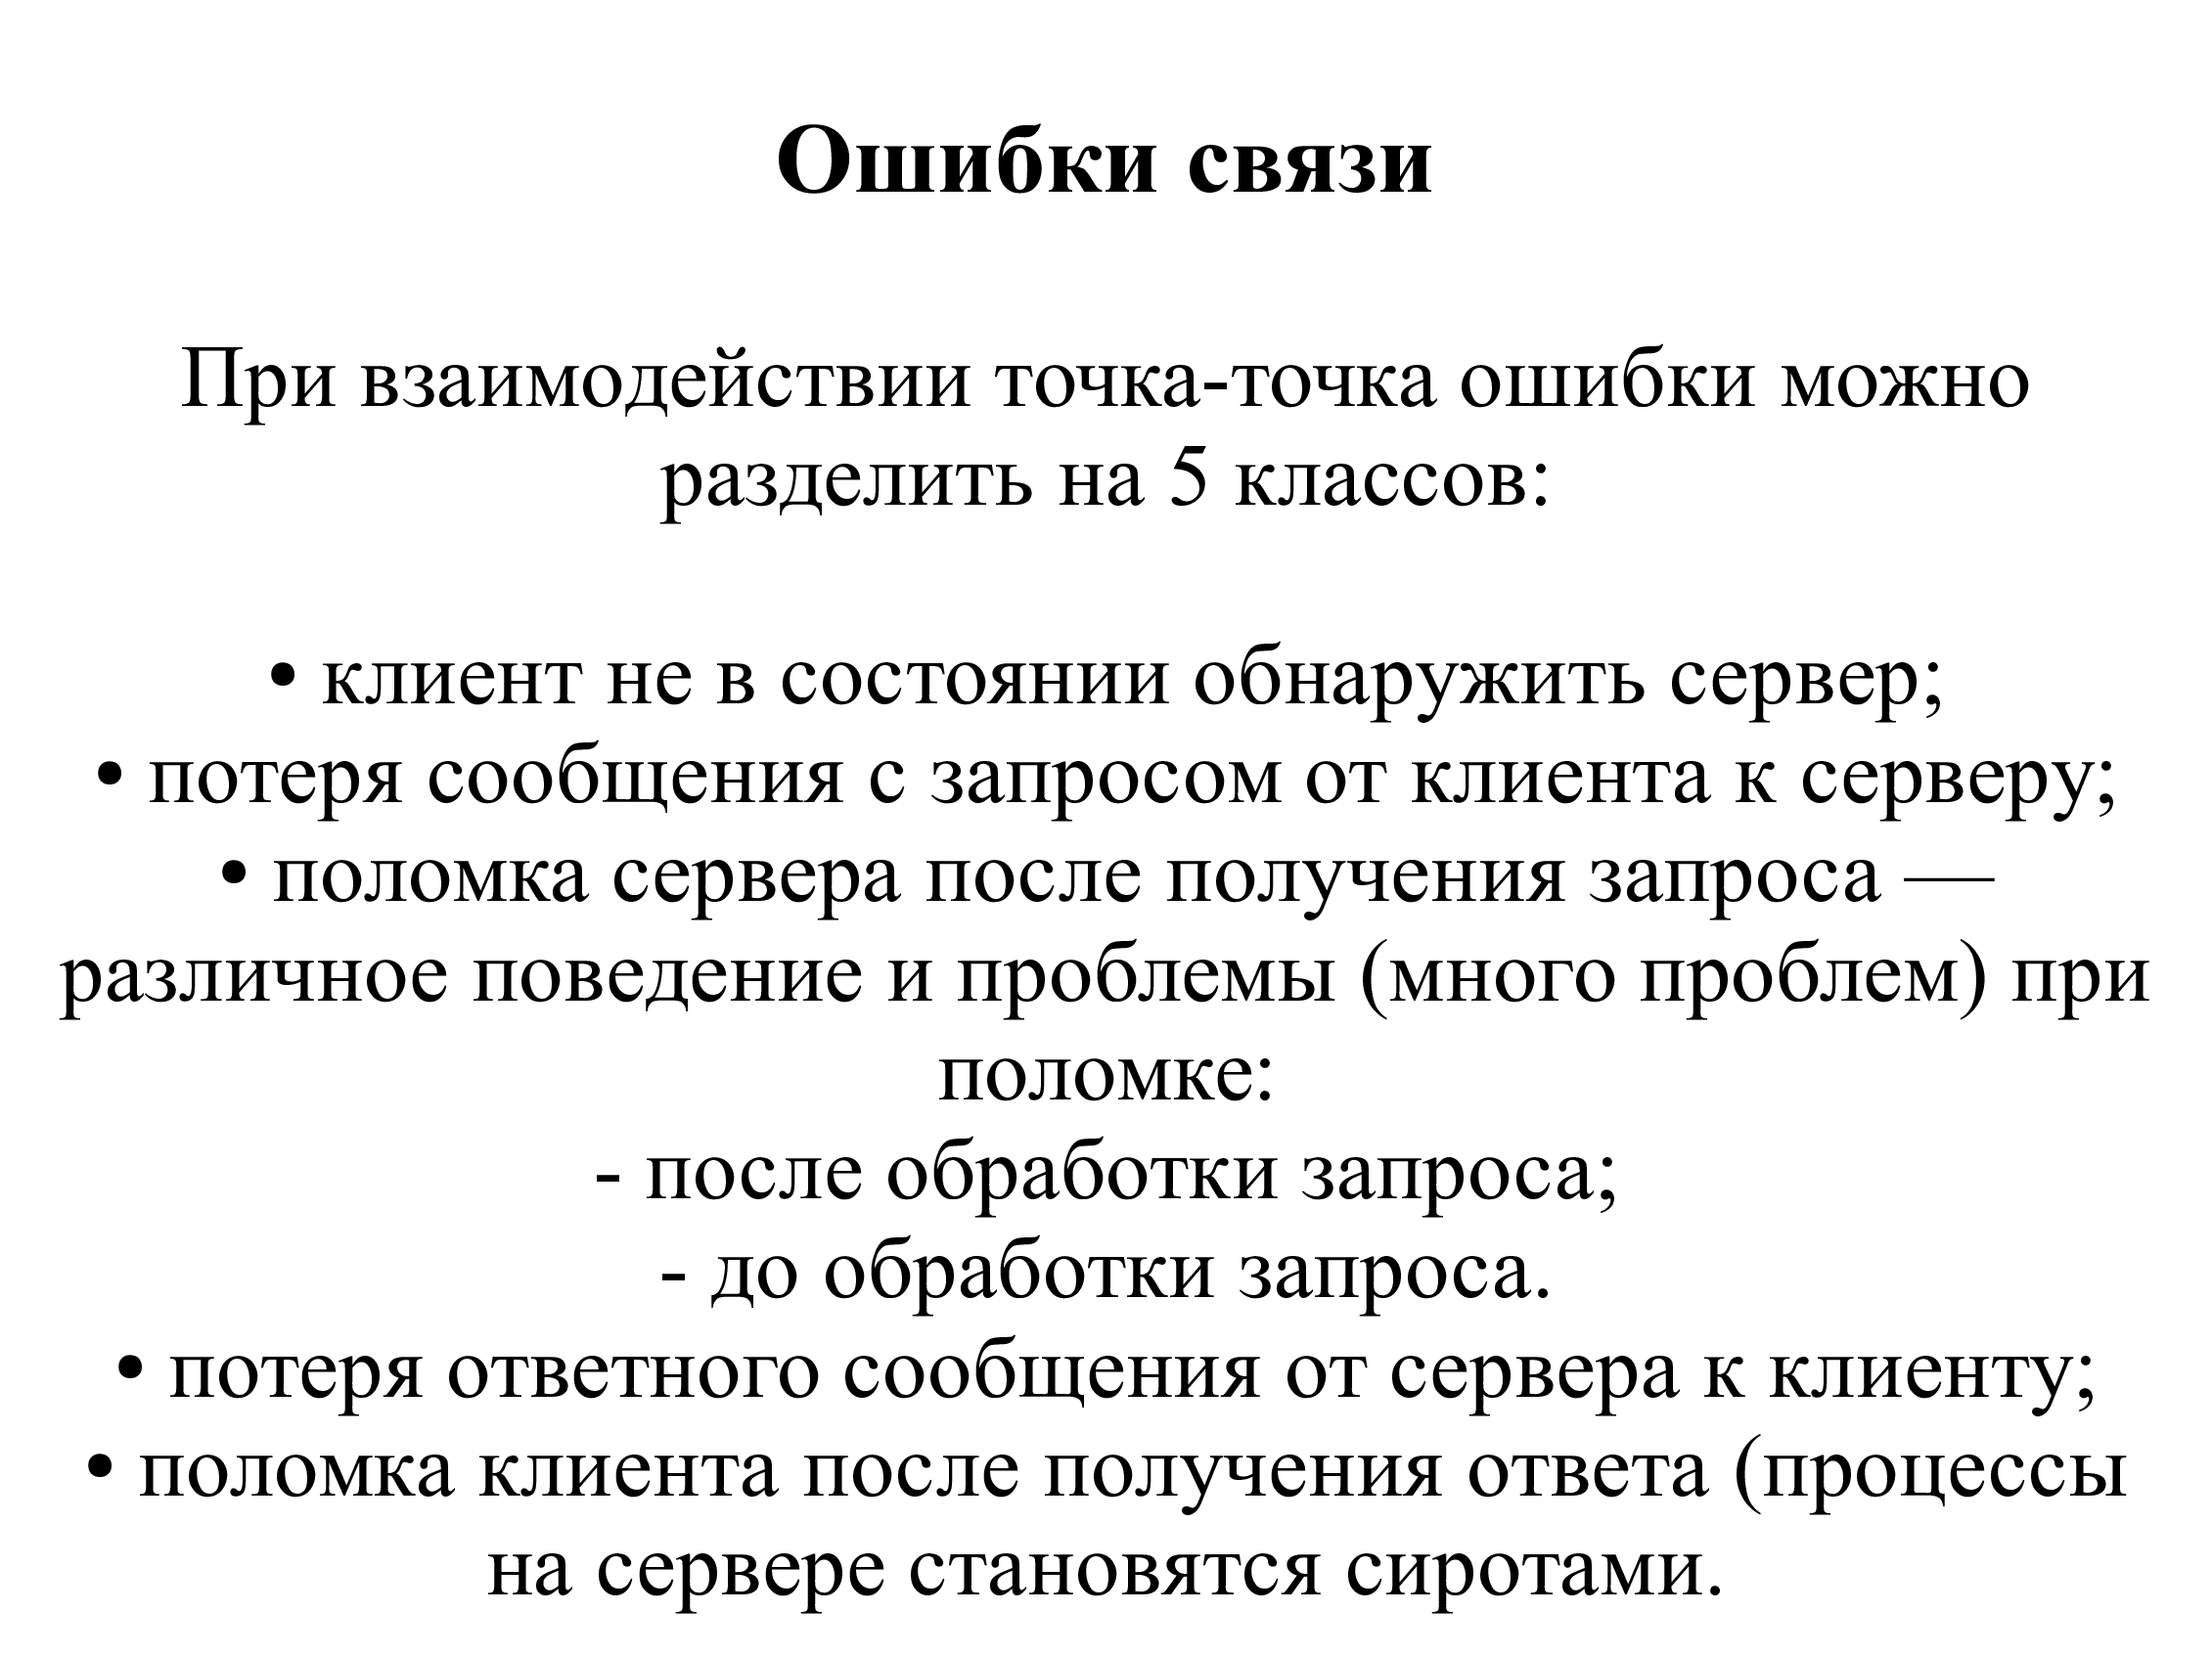 Ошибки связи
При взаимодействии точка-точка ошибки можно
разделить на 5 классов:
• клиент не в состоянии обнаружить сервер;
• потеря сообщения с запросом от клиента к серверу;
• поломка сервера после получения запроса —
различное поведение и проблемы (много проблем) при
поломке:
- после обработки запроса;
- до обработки запроса.
• потеря ответного сообщения от сервера к клиенту;
• поломка клиента после получения ответа (процессы
на сервере становятся сиротами.